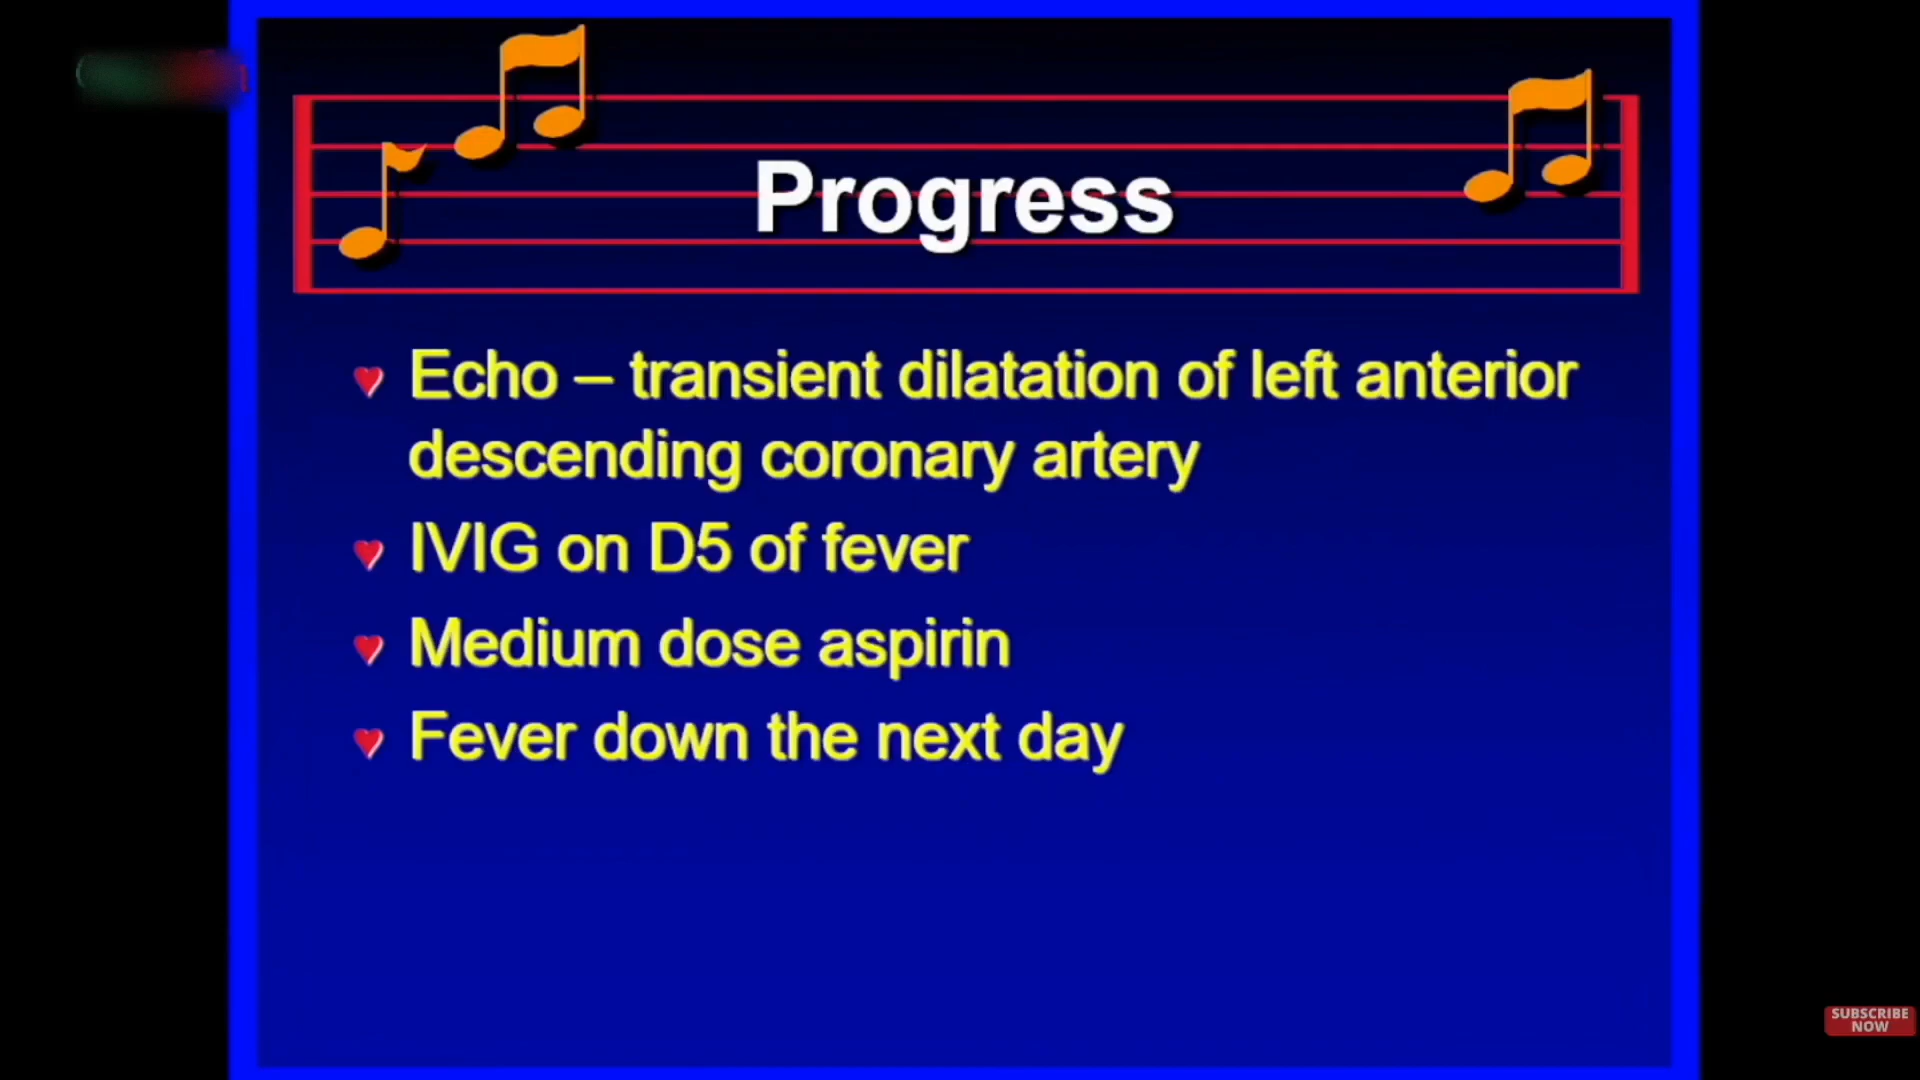 Progress
Echo – transient dilatation of left anterior
descending coronary artery
IVIG on D5 of fever
Medium dose aspirin
Fever down the next day
SUBSCRIBE
NOW